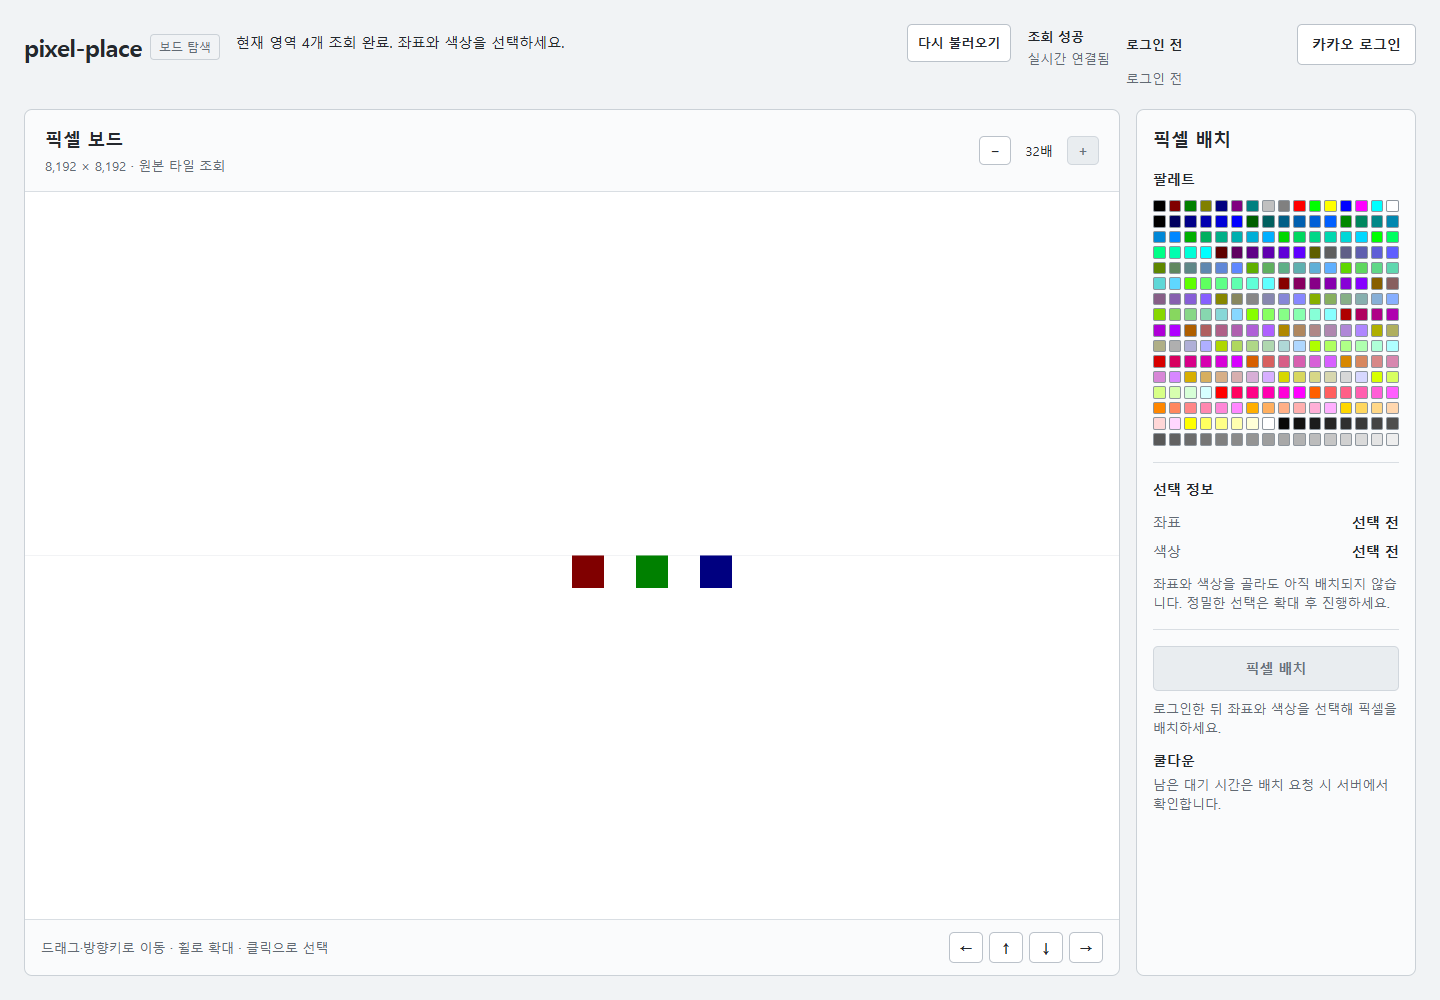 pixel-place
보드 탐색
현재 영역 4개 조회 완료. 좌표와 색상을 선택하세요.
다시 불러오기
조회 성공
실시간 연결됨
로그인 전
로그인 전
카카오 로그인
픽셀 보드
8,192 × 8,192 · 원본 타일 조회
−
32배
+
드래그·방향키로 이동 · 휠로 확대 · 클릭으로 선택
←
↑
↓
→
픽셀 배치
팔레트
선택 정보
좌표 선택 전
색상 선택 전
좌표와 색상을 골라도 아직 배치되지 않습
니다. 정밀한 선택은 확대 후 진행하세요.
픽셀 배치
로그인한 뒤 좌표와 색상을 선택해 픽셀을
배치하세요.
쿨다운
남은 대기 시간은 배치 요청 시 서버에서
확인합니다.